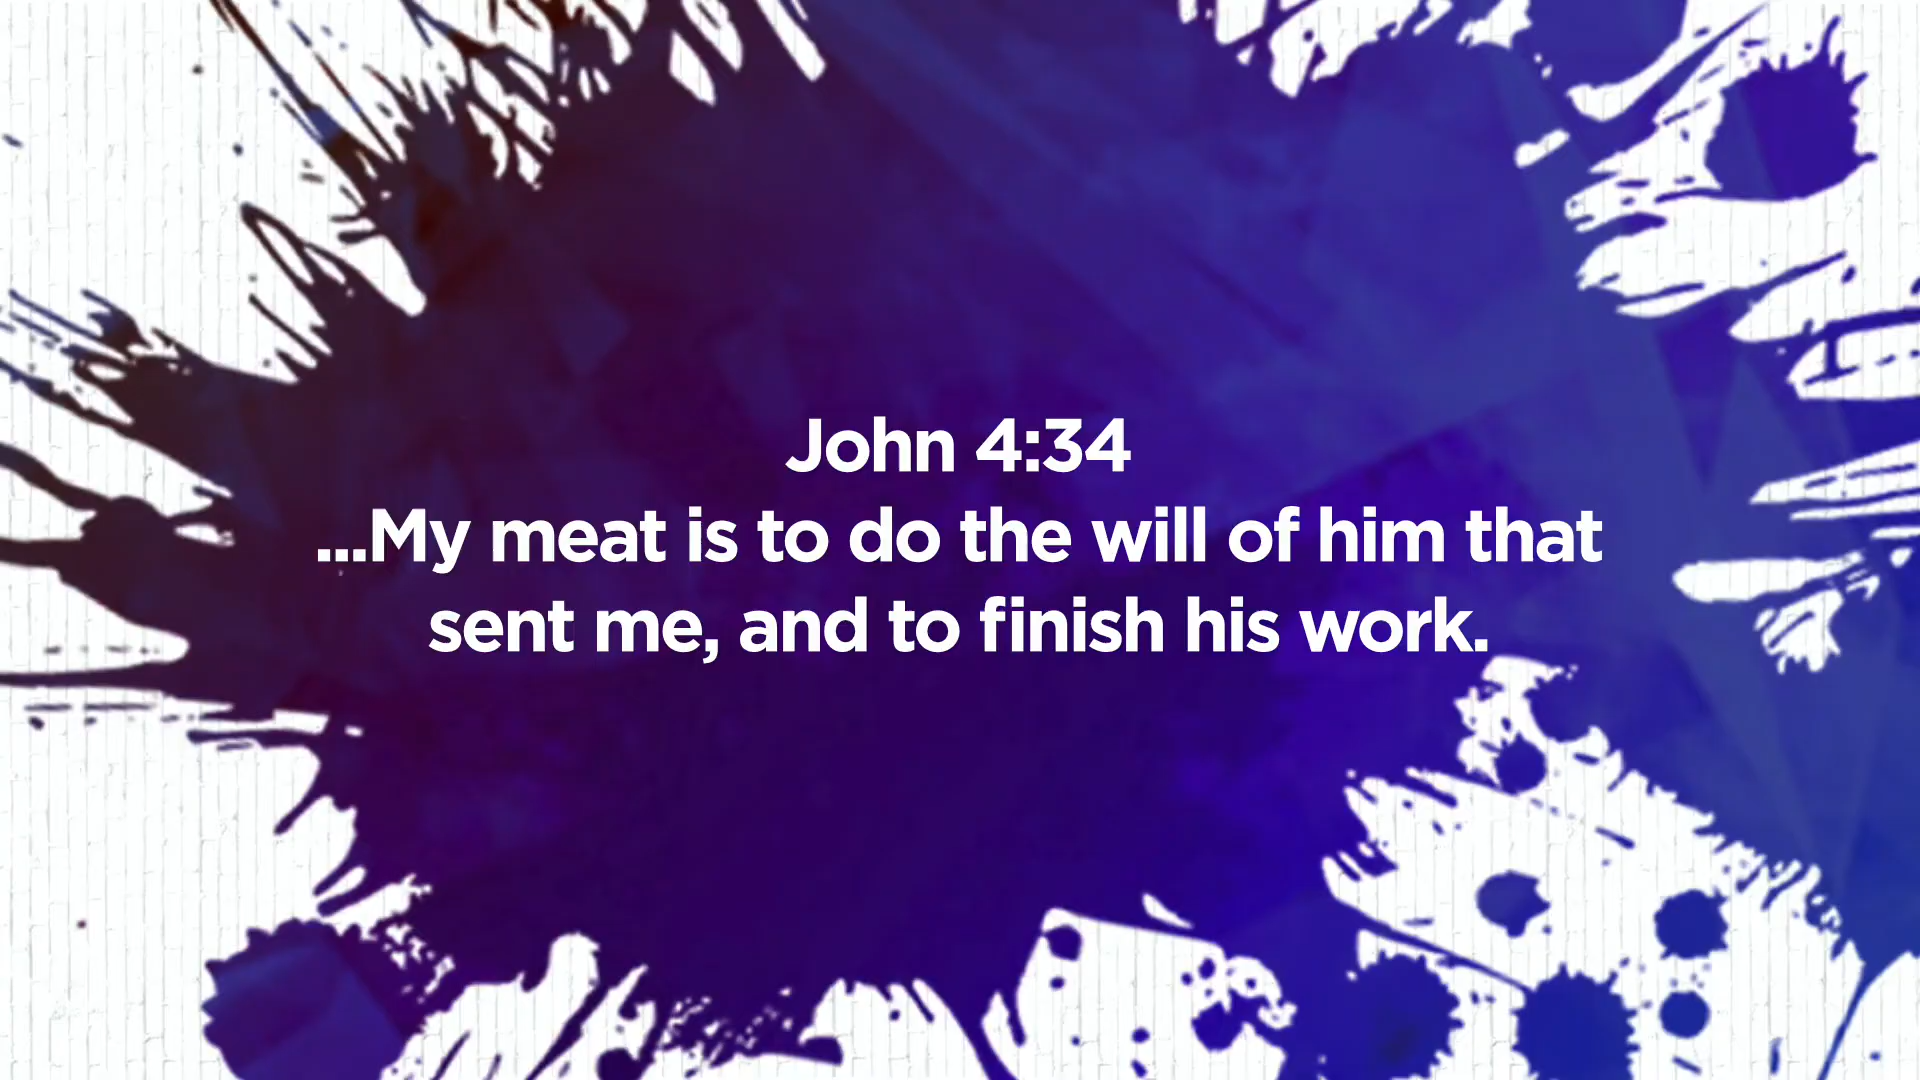 John 4:34
...My meat is to do the will of him that
sent me, and to finish his work.